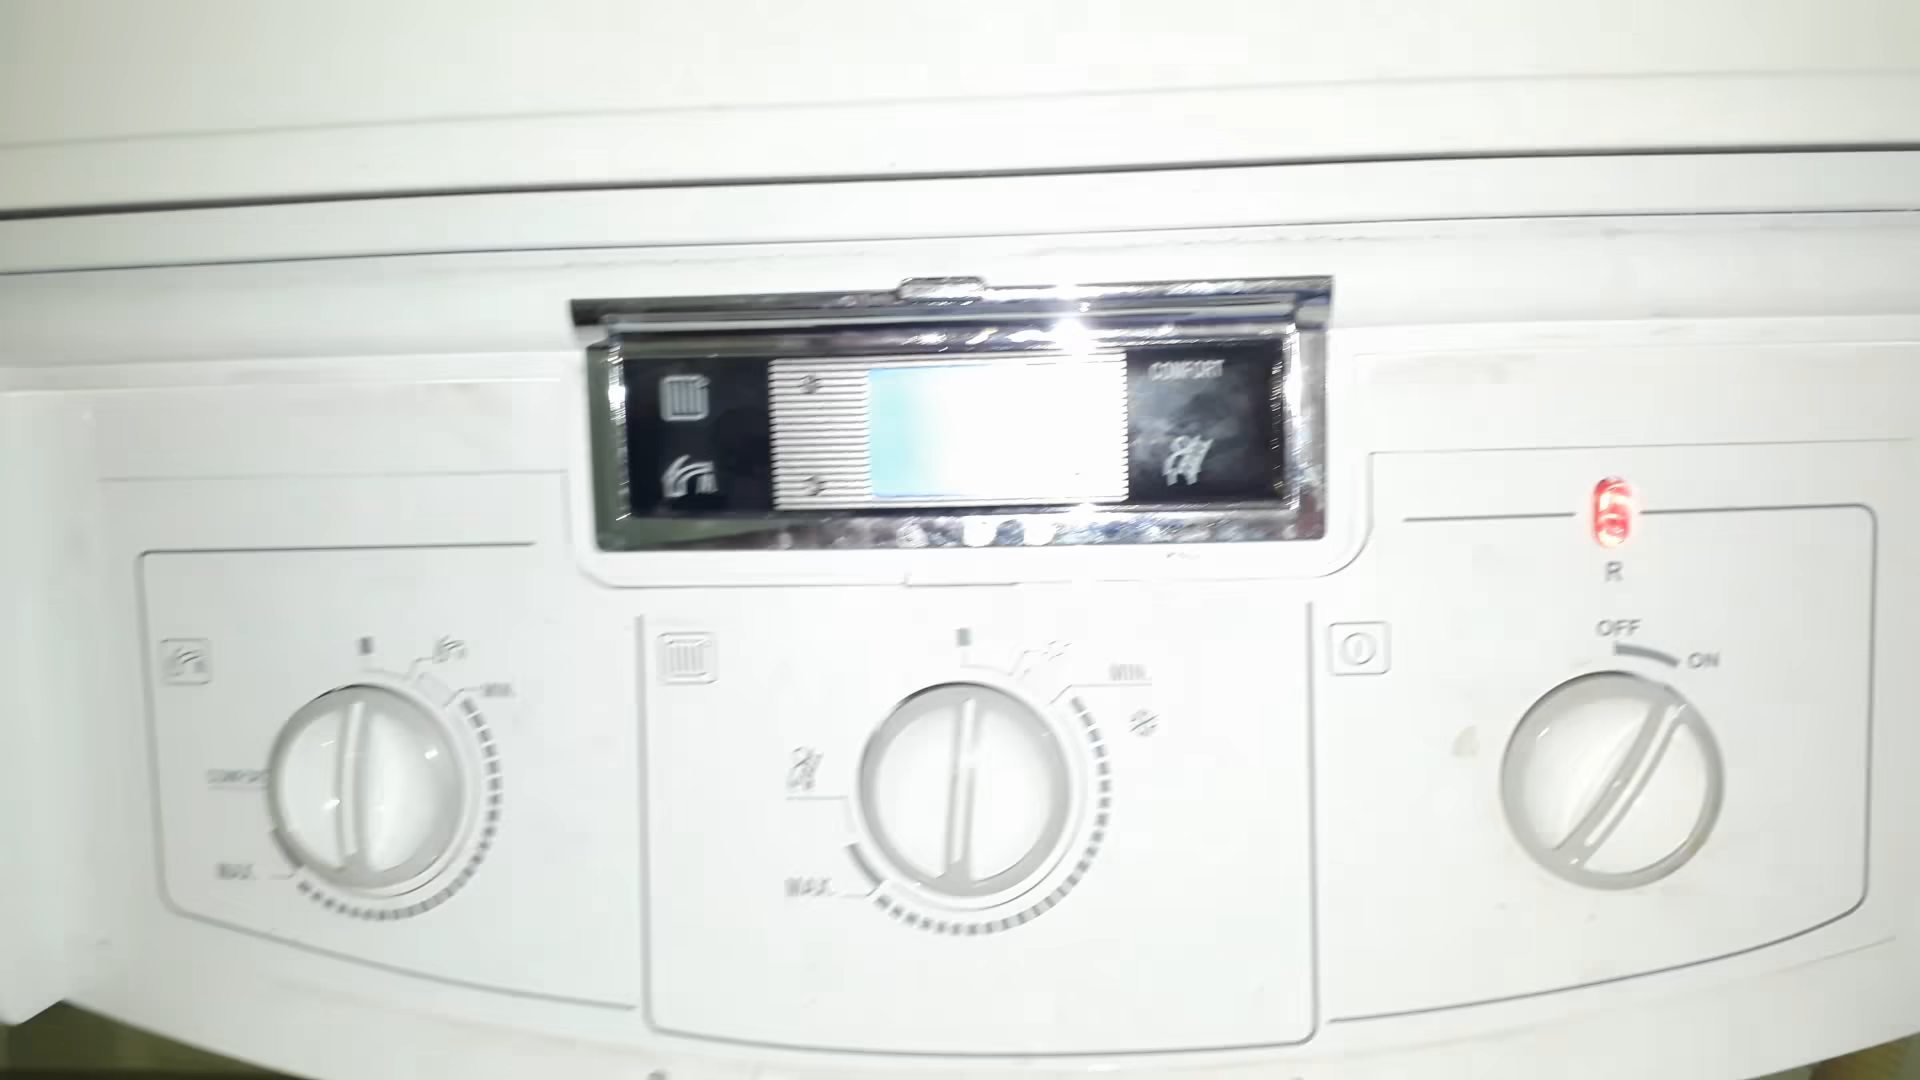 COMFORT
R
OFF
ON
MIN.
MIN.
COMFORT
MAX.
MAX.